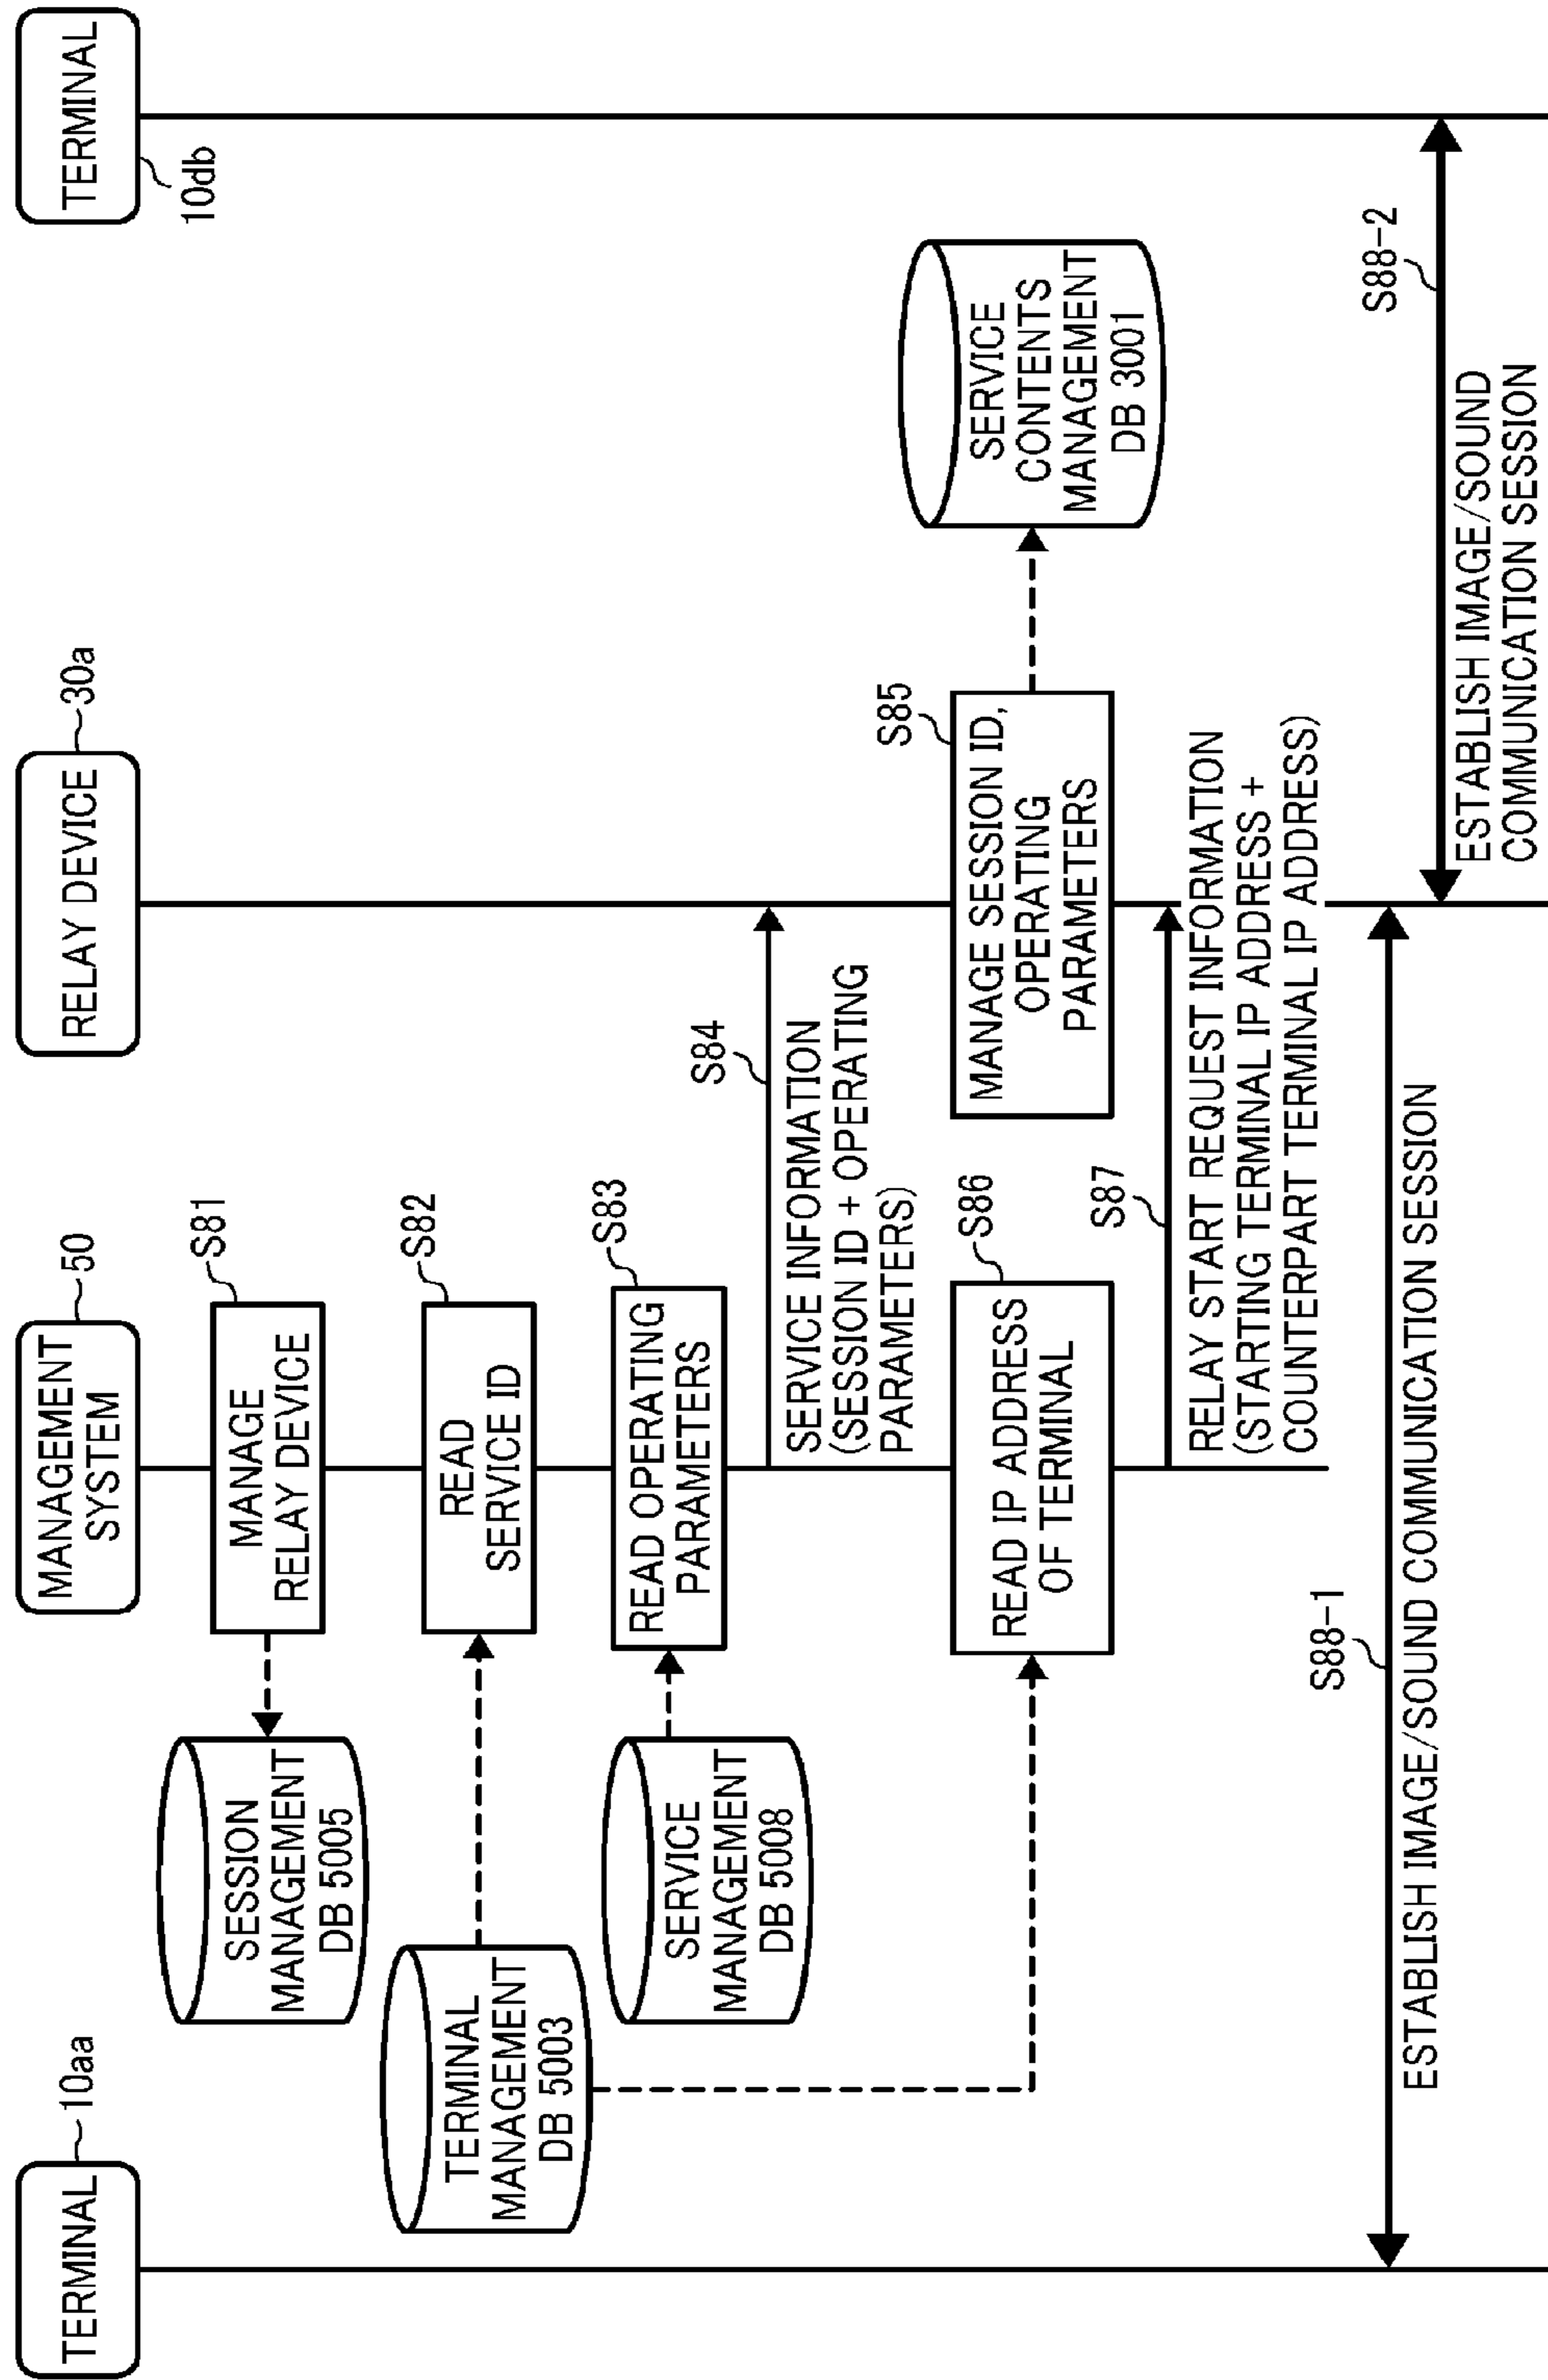 TERMINAL
10aa
MANAGEMENT
SYSTEM
50
RELAY DEVICE
30a
TERMINAL
10db
SESSION
MANAGEMENT
DB 5005
MANAGE
RELAY DEVICE
S81
TERMINAL
MANAGEMENT
DB 5003
READ
SERVICE ID
S82
SERVICE
MANAGEMENT
DB 5008
READ OPERATING
PARAMETERS
S83
S84
SERVICE INFORMATION
(SESSION ID + OPERATING
PARAMETERS)
MANAGE SESSION ID,
OPERATING
PARAMETERS
S85
SERVICE
CONTENTS
MANAGEMENT
DB 3001
READ IP ADDRESS
OF TERMINAL
S86
S87
RELAY START REQUEST INFORMATION
(STARTING TERMINAL IP ADDRESS +
COUNTERPART TERMINAL IP ADDRESS)
S88-1
ESTABLISH IMAGE/SOUND COMMUNICATION SESSION
S88-2
ESTABLISH IMAGE/SOUND
COMMUNICATION SESSION